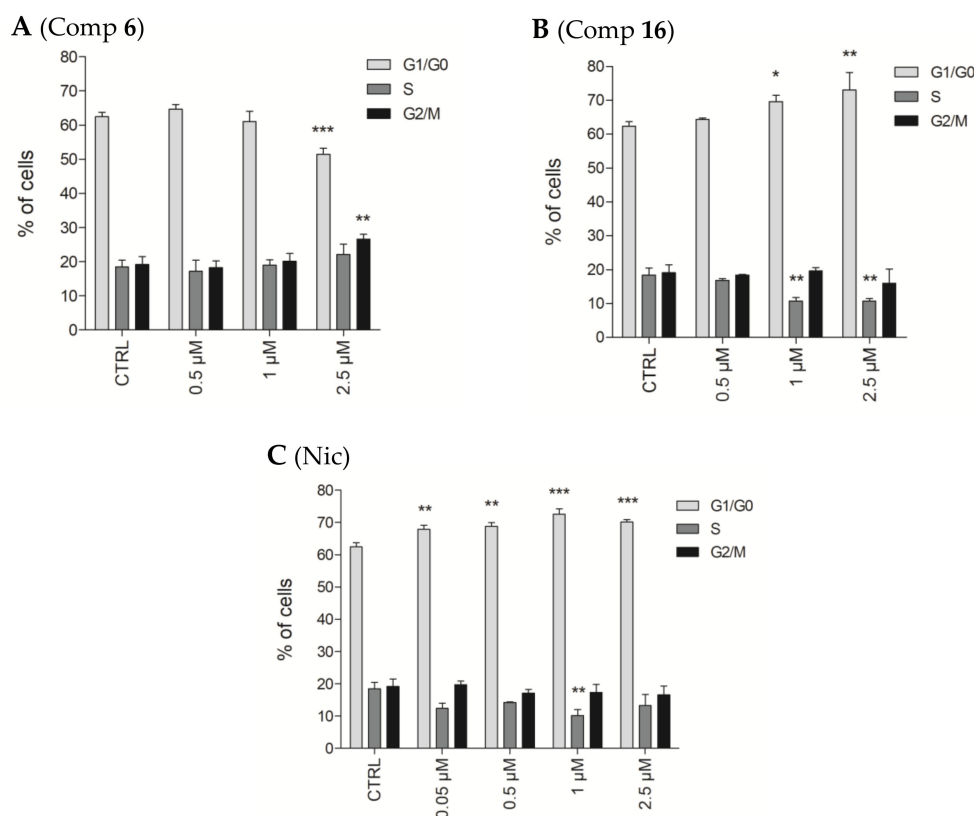 A (Comp 6)
80
70
60
50
40
30
20
10
0
% of cells
***
**
G1/G0
S
G2/M
CTRL
0.5 µM
1 µM
2.5 µM
B (Comp 16)
80
70
60
50
40
30
20
10
0
% of cells
*
**
**
**
G1/G0
S
G2/M
CTRL
0.5 µM
1 µM
2.5 µM
C (Nic)
80
70
60
50
40
30
20
10
0
% of cells
**
**
***
***
**
G1/G0
S
G2/M
CTRL
0.05 µM
0.5 µM
1 µM
2.5 µM